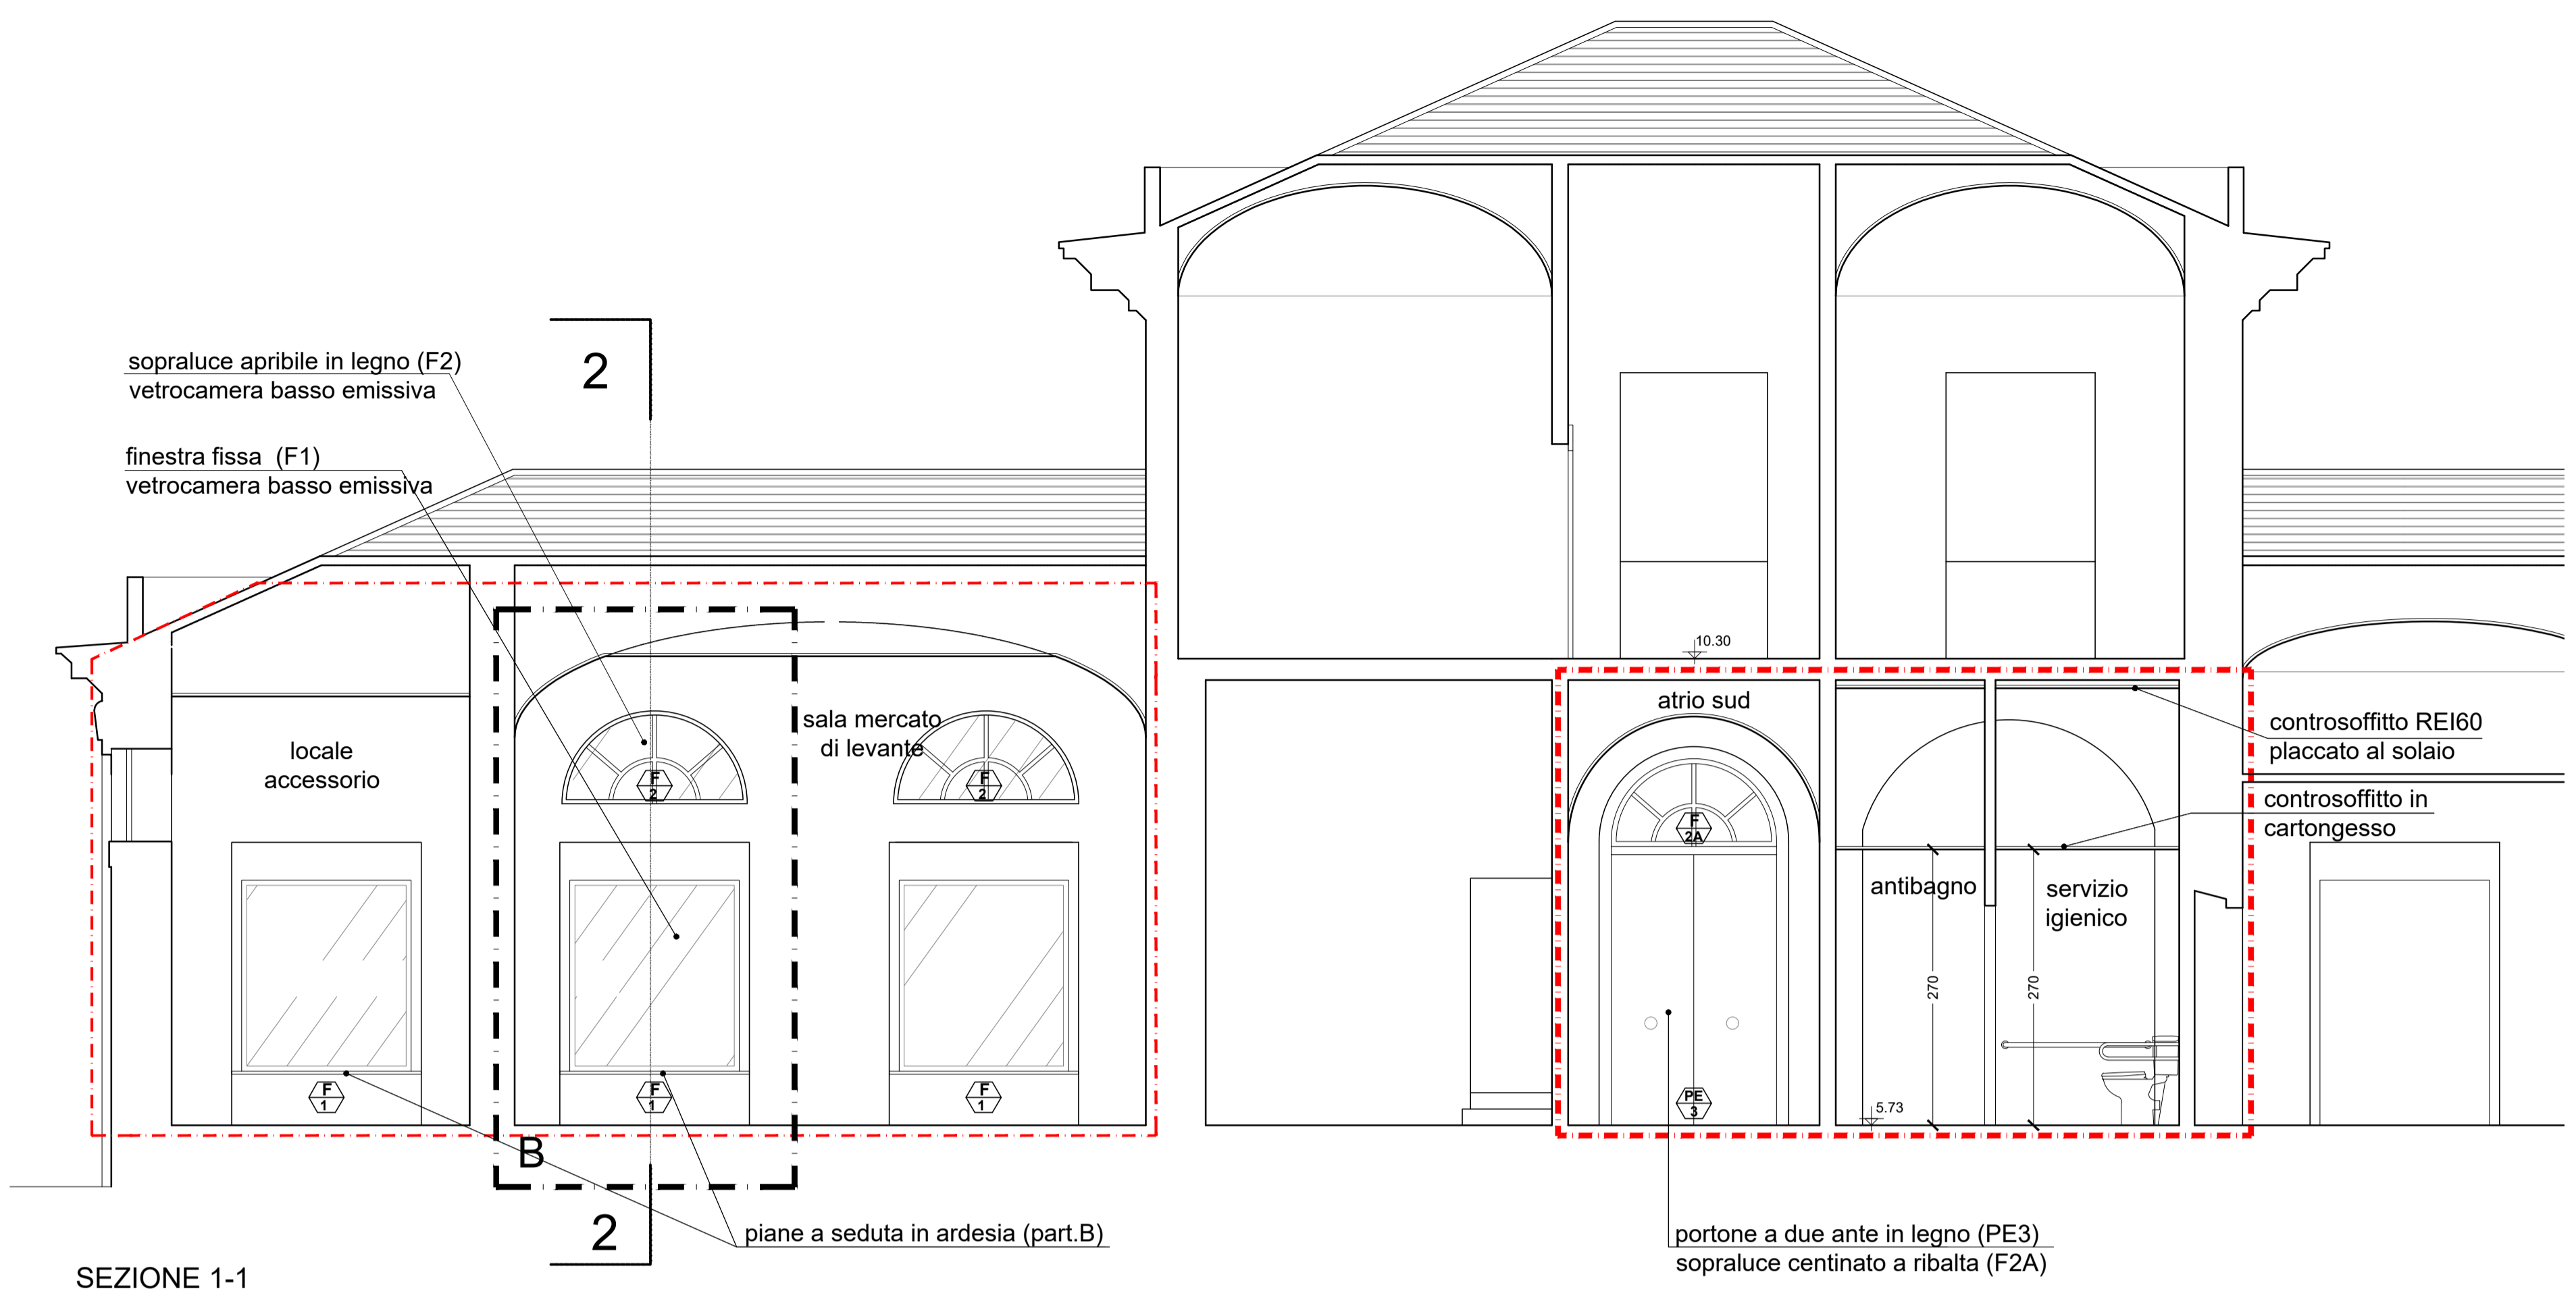 2
sopraluce apribile in legno (F2)
vetrocamera basso emissiva
finestra fissa (F1)
vetrocamera basso emissiva
10.30
atrio sud
sala mercato
di levante
locale
accessorio
controsoffitto REI60
placcato al solaio
controsoffitto in
cartongesso
F
2
F
2
F
2A
antibagno
servizio
igienico
270
270
F
1
F
1
F
1
PE
3
5.73
B
2
piane a seduta in ardesia (part.B)
portone a due ante in legno (PE3)
sopraluce centinato a ribalta (F2A)
SEZIONE 1-1